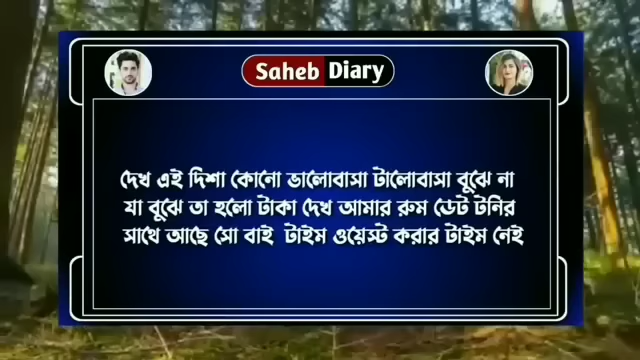 Saheb Diary
দেখ এই দিশা কোনো ভালোবাসা টালোবাসা বুঝে না
যা বুঝে তা হলো টাকা দেখ আমার রুম ডেট টনির
সাথে আছে সো বাই টাইম ওয়েস্ট করার টাইম নেই